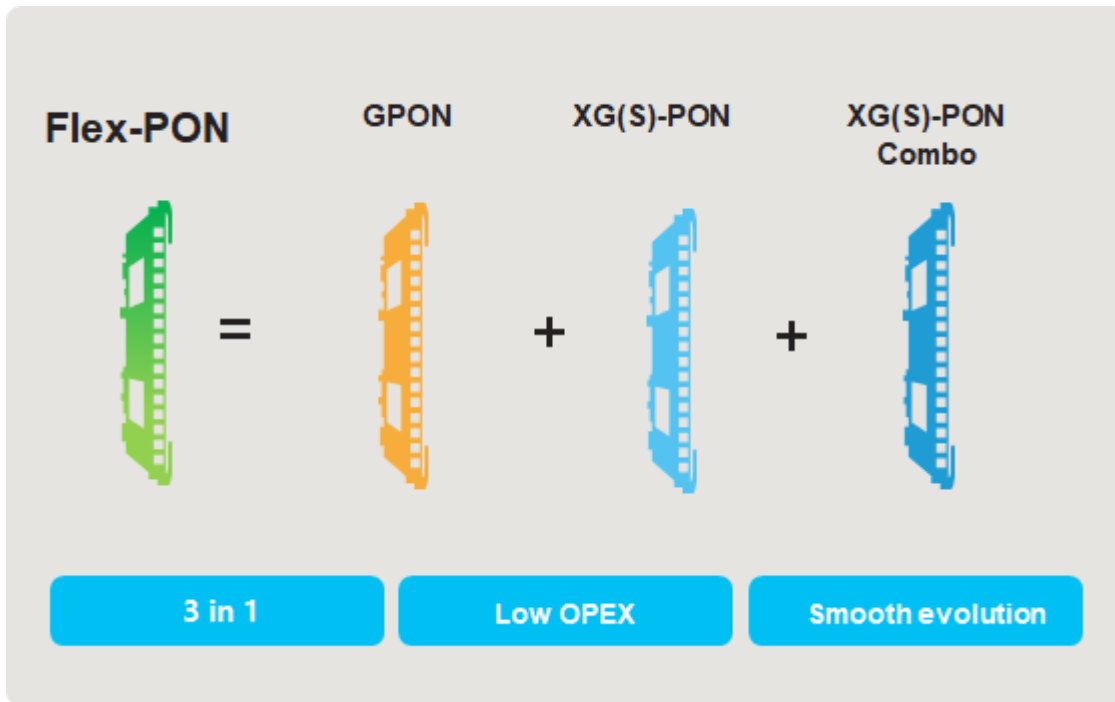 Flex-PON
GPON
XG(S)-PON
XG(S)-PON
Combo
=
+
+
3 in 1
Low OPEX
Smooth evolution